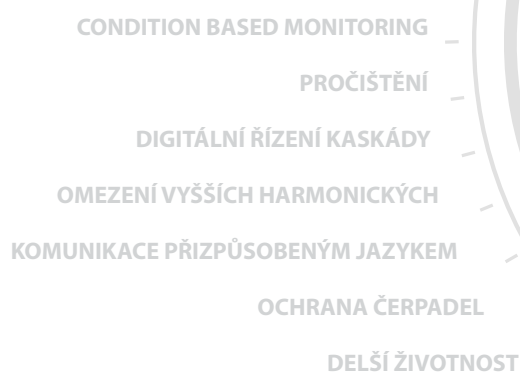 CONDITION BASED MONITORING
PROČIŠTĚNÍ
DIGITÁLNÍ ŘÍZENÍ KASKÁDY
OMEZENÍ VYŠŠÍCH HARMONICKÝCH
KOMUNIKACE PŘIZPŮSOBENÝM JAZYKEM
OCHRANA ČERPADEL
DELŠÍ ŽIVOTNOST